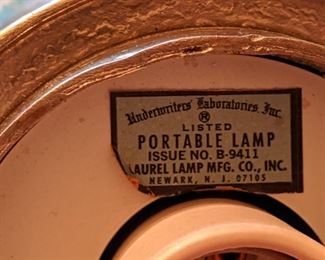 Underwriters' Laboratories, Inc.
®
LISTED
PORTABLE LAMP
ISSUE NO. B-9411
LAUREL LAMP MFG. CO., INC.
NEWARK, N. J. 07105